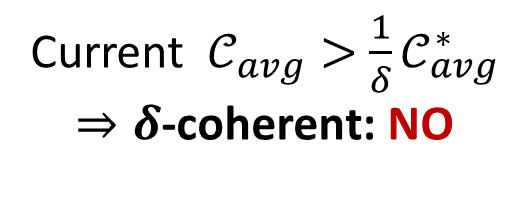 Current 𝒞_avg > 1/δ 𝒞*_avg
⇒ δ-coherent: NO